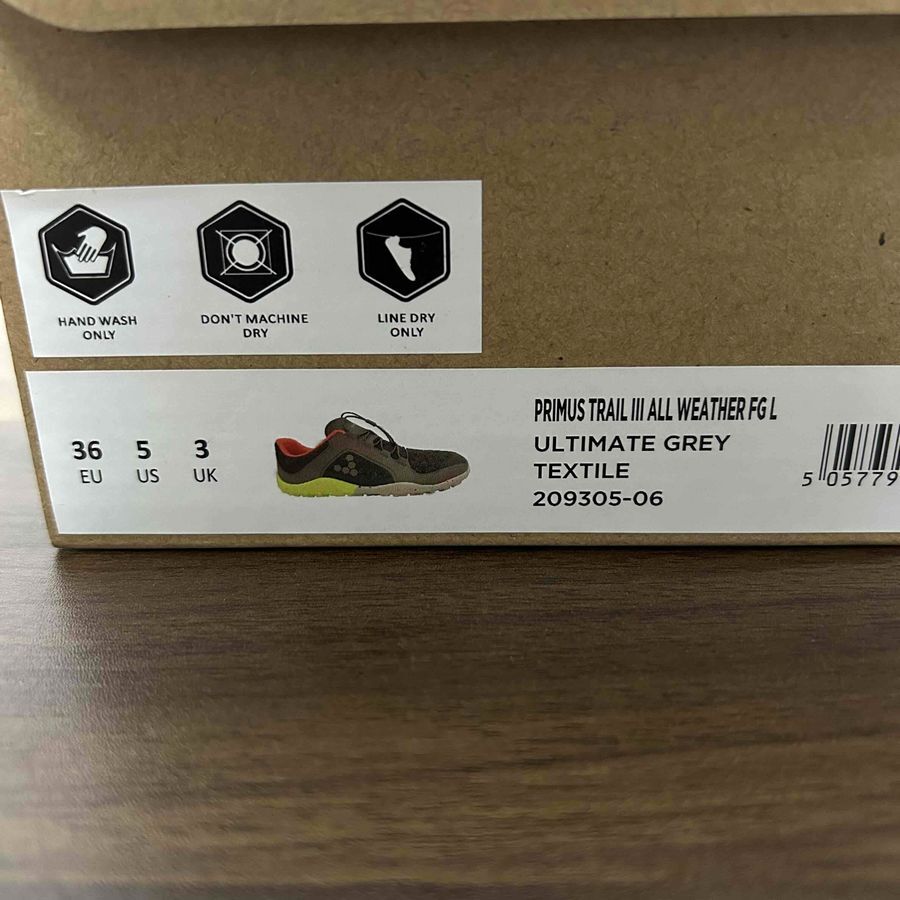 HAND WASH
ONLY
DON'T MACHINE
DRY
LINE DRY
ONLY
36 5 3
EU US UK
PRIMUS TRAIL III ALL WEATHER FG L
ULTIMATE GREY
TEXTILE
209305-06
5 05779